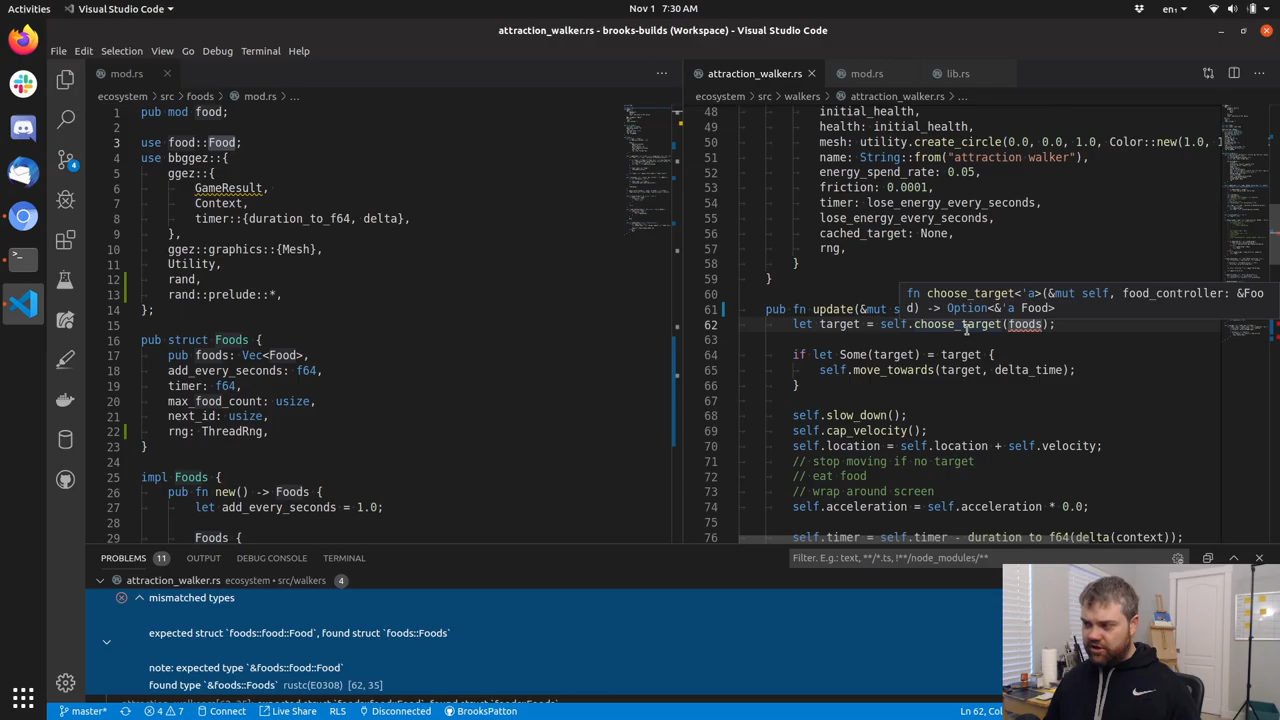 Activities
Visual Studio Code
Nov 1 7:30 AM
en₁
attraction_walker.rs - brooks-builds (Workspace) - Visual Studio Code
File Edit Selection View Go Debug Terminal Help
mod.rs
attraction_walker.rs
mod.rs
lib.rs
ecosystem > src > foods > mod.rs > ...
ecosystem > src > walkers > attraction_walker.rs > ...
1 pub mod food;
2
3 use food::Food;
4 use bbggez::{
5 ggez::{
6 GameResult,
7 Context,
8 timer::{duration_to_f64, delta},
9 },
10 ggez::graphics::{Mesh},
11 Utility,
12 rand,
13 rand::prelude::*,
14 };
15
16 pub struct Foods {
17 pub foods: Vec<Food>,
18 add_every_seconds: f64,
19 timer: f64,
20 max_food_count: usize,
21 next_id: usize,
22 rng: ThreadRng,
23 }
24
25 impl Foods {
26 pub fn new() -> Foods {
27 let add_every_seconds = 1.0;
28
29 Foods {
48 initial_health,
49 health: initial_health,
50 mesh: utility.create_circle(0.0, 0.0, 1.0, Color::new(1.0, 1
51 name: String::from("attraction walker"),
52 energy_spend_rate: 0.05,
53 friction: 0.0001,
54 timer: lose_energy_every_seconds,
55 lose_energy_every_seconds,
56 cached_target: None,
57 rng,
58 }
59 }
60
fn choose_target<'a>(&mut self, food_controller: &Foo
d) -> Option<&'a Food>
61 pub fn update(&mut s
62 let target = self.choose_target(foods);
63
64 if let Some(target) = target {
65 self.move_towards(target, delta_time);
66 }
67
68 self.slow_down();
69 self.cap_velocity();
70 self.location = self.location + self.velocity;
71 // stop moving if no target
72 // eat food
73 // wrap around screen
74 self.acceleration = self.acceleration * 0.0;
75
76 self.timer = self.timer - duration_to_f64(delta(context));
PROBLEMS 11 OUTPUT DEBUG CONSOLE TERMINAL
Filter. E.g.: text, **/*.ts, !**/node_modules/**
attraction_walker.rs ecosystem > src/walkers 4
mismatched types
expected struct `foods::food::Food`, found struct `foods::Foods`
note: expected type `&foods::food::Food`
found type `&foods::Foods` rustc(E0308) [62, 35]
master* 4 7 Connect Live Share RLS Disconnected BrooksPatton
Ln 62, Col
4